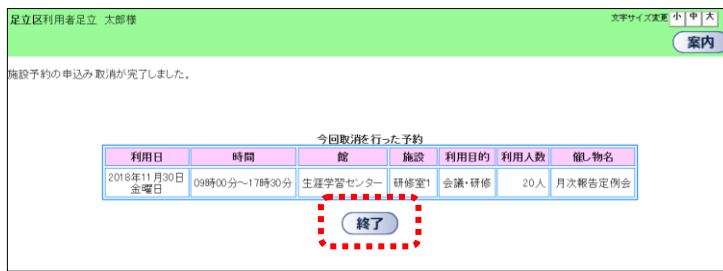 足立区利用者足立 太郎様 文字サイズ変更 小 中 大
案内
施設予約の申込み取消が完了しました。
今回取消を行った予約
利用日 時間 館 施設 利用目的 利用人数 催し物名
2018年11月30日 金曜日 09時00分～17時30分 生涯学習センター 研修室1 会議・研修 20人 月次報告定例会
終了